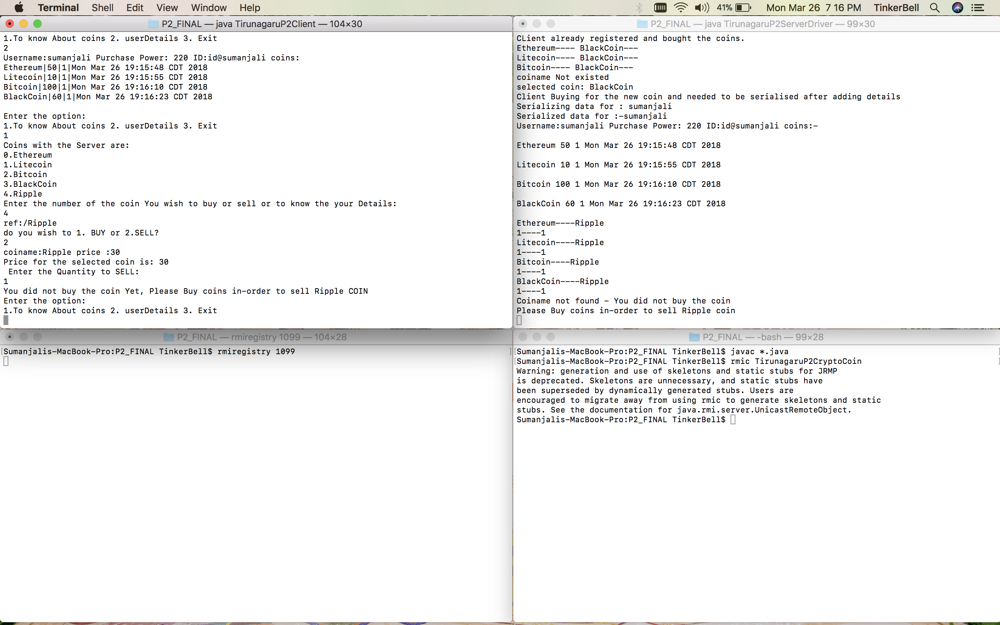 Terminal Shell Edit View Window Help 41% Mon Mar 26 7 16 PM TinkerBell
P2_FINAL — java TirunagaruP2Client — 104×30
1.To know About coins 2. userDetails 3. Exit
2
Username:sumanjali Purchase Power: 220 ID:id@sumanjali coins:
Ethereum|50|1|Mon Mar 26 19:15:48 CDT 2018
Litecoin|10|1|Mon Mar 26 19:15:55 CDT 2018
Bitcoin|100|1|Mon Mar 26 19:16:10 CDT 2018
BlackCoin|60|1|Mon Mar 26 19:16:23 CDT 2018
Enter the option:
1.To know About coins 2. userDetails 3. Exit
1
Coins with the Server are:
0.Ethereum
1.Litecoin
2.Bitcoin
3.BlackCoin
4.Ripple
Enter the number of the coin You wish to buy or sell or to know the your Details:
4
ref:/Ripple
do you wish to 1. BUY or 2.SELL?
2
coiname:Ripple price :30
Price for the selected coin is: 30
Enter the Quantity to SELL:
1
You did not buy the coin Yet, Please Buy coins in-order to sell Ripple COIN
Enter the option:
1.To know About coins 2. userDetails 3. Exit
P2_FINAL — java TirunagaruP2ServerDriver — 99×30
CLient already registered and bought the coins.
Ethereum---- BlackCoin---
Litecoin---- BlackCoin---
Bitcoin---- BlackCoin---
coiname Not existed
selected coin: BlackCoin
Client Buying for the new coin and needed to be serialised after adding details
Serializing data for : sumanjali
Serialized data for :-sumanjali
Username:sumanjali Purchase Power: 220 ID:id@sumanjali coins:-
Ethereum 50 1 Mon Mar 26 19:15:48 CDT 2018
Litecoin 10 1 Mon Mar 26 19:15:55 CDT 2018
Bitcoin 100 1 Mon Mar 26 19:16:10 CDT 2018
BlackCoin 60 1 Mon Mar 26 19:16:23 CDT 2018
Ethereum----Ripple
1----1
Litecoin----Ripple
1----1
Bitcoin----Ripple
1----1
BlackCoin----Ripple
1----1
Coiname not found - You did not buy the coin
Please Buy coins in-order to sell Ripple coin
P2_FINAL — rmiregistry 1099 — 104×28
[Sumanjalis-MacBook-Pro:P2_FINAL TinkerBell$ rmiregistry 1099 ]
P2_FINAL — -bash — 99×28
[Sumanjalis-MacBook-Pro:P2_FINAL TinkerBell$ javac *.java ]
[Sumanjalis-MacBook-Pro:P2_FINAL TinkerBell$ rmic TirunagaruP2CryptoCoin ]
Warning: generation and use of skeletons and static stubs for JRMP
is deprecated. Skeletons are unnecessary, and static stubs have
been superseded by dynamically generated stubs. Users are
encouraged to migrate away from using rmic to generate skeletons and static
stubs. See the documentation for java.rmi.server.UnicastRemoteObject.
Sumanjalis-MacBook-Pro:P2_FINAL TinkerBell$